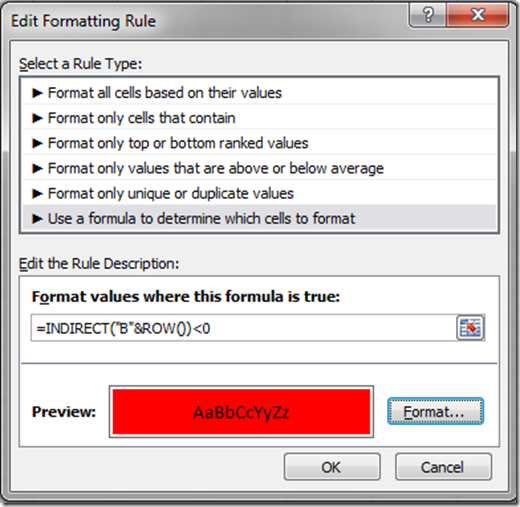 Edit Formatting Rule
?
Select a Rule Type:
► Format all cells based on their values
► Format only cells that contain
► Format only top or bottom ranked values
► Format only values that are above or below average
► Format only unique or duplicate values
► Use a formula to determine which cells to format
Edit the Rule Description:
Format values where this formula is true:
=INDIRECT("B"&ROW())<0
Preview:
AaBbCcYyZz
Format...
OK
Cancel